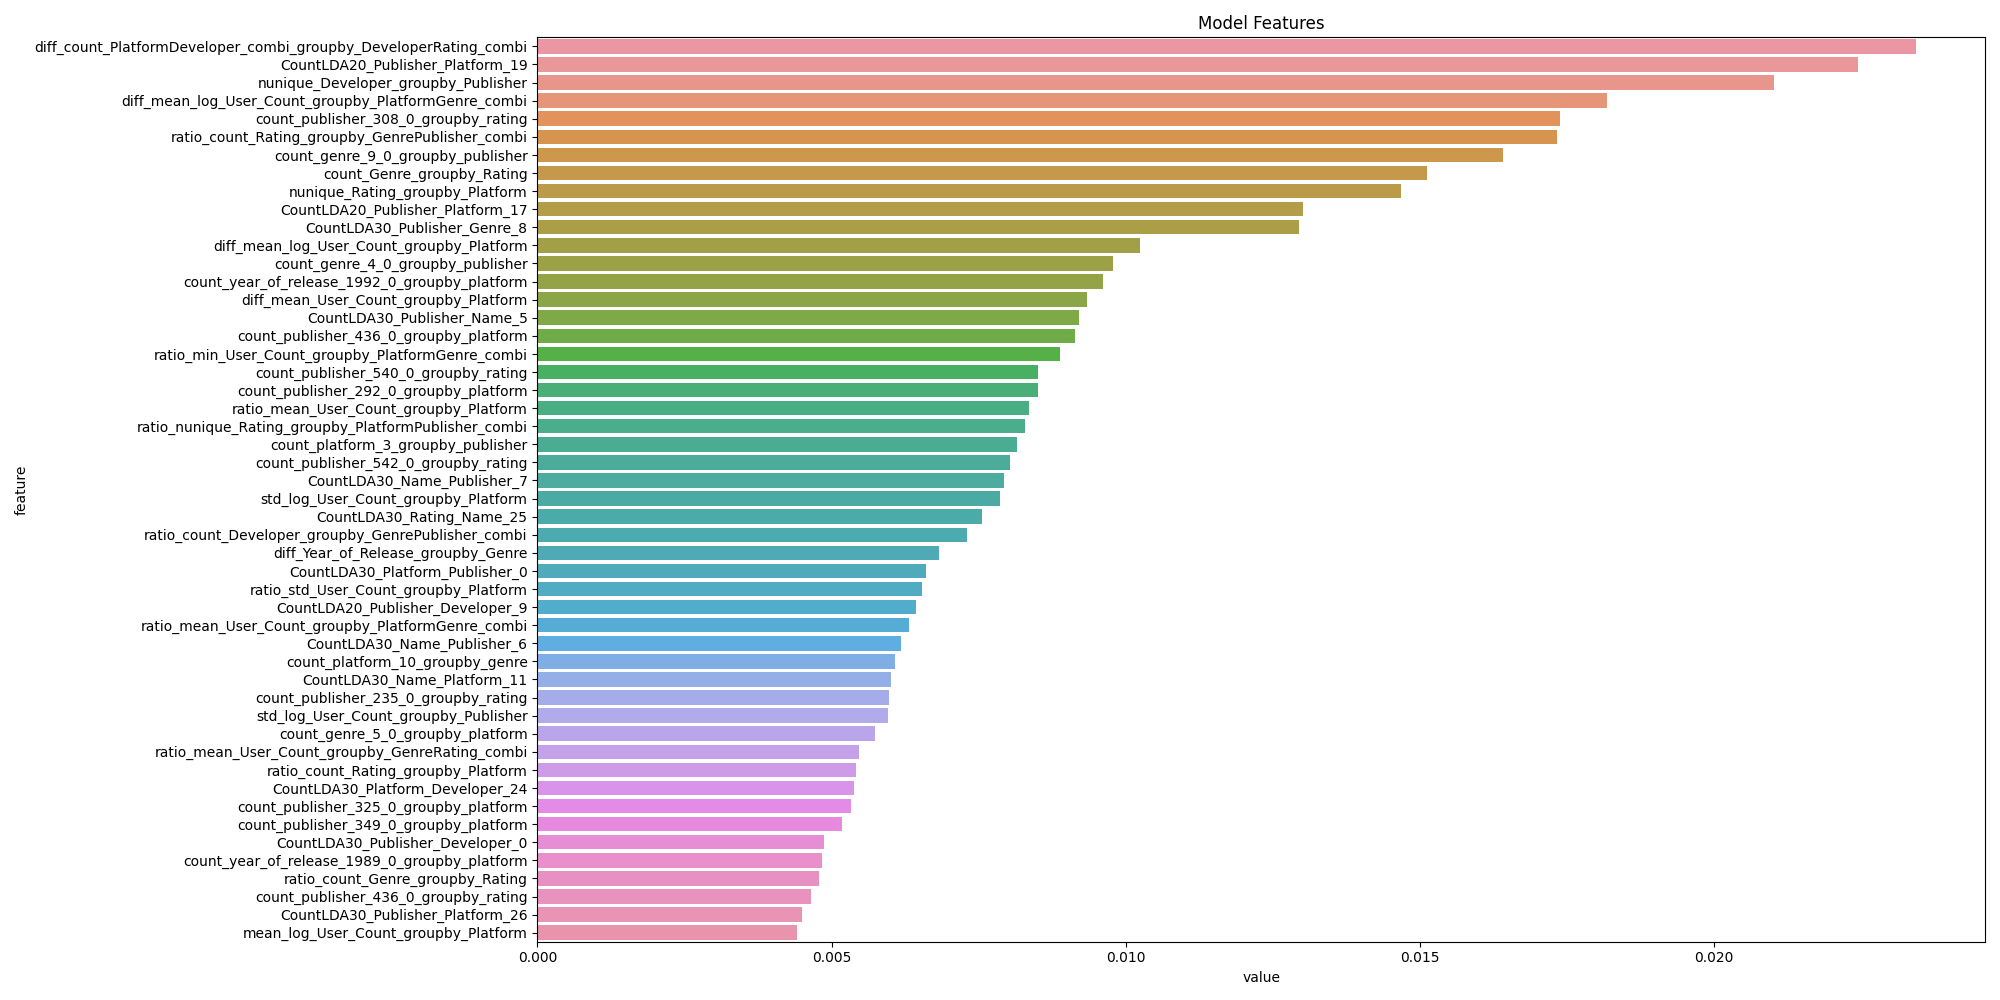 Model Features
diff_count_PlatformDeveloper_combi_groupby_DeveloperRating_combi
CountLDA20_Publisher_Platform_19
nunique_Developer_groupby_Publisher
diff_mean_log_User_Count_groupby_PlatformGenre_combi
count_publisher_308_0_groupby_rating
ratio_count_Rating_groupby_GenrePublisher_combi
count_genre_9_0_groupby_publisher
count_Genre_groupby_Rating
nunique_Rating_groupby_Platform
CountLDA20_Publisher_Platform_17
CountLDA30_Publisher_Genre_8
diff_mean_log_User_Count_groupby_Platform
count_genre_4_0_groupby_publisher
count_year_of_release_1992_0_groupby_platform
diff_mean_User_Count_groupby_Platform
CountLDA30_Publisher_Name_5
count_publisher_436_0_groupby_platform
ratio_min_User_Count_groupby_PlatformGenre_combi
count_publisher_540_0_groupby_rating
count_publisher_292_0_groupby_platform
ratio_mean_User_Count_groupby_Platform
ratio_nunique_Rating_groupby_PlatformPublisher_combi
count_platform_3_groupby_publisher
count_publisher_542_0_groupby_rating
CountLDA30_Name_Publisher_7
std_log_User_Count_groupby_Platform
CountLDA30_Rating_Name_25
ratio_count_Developer_groupby_GenrePublisher_combi
diff_Year_of_Release_groupby_Genre
CountLDA30_Platform_Publisher_0
ratio_std_User_Count_groupby_Platform
CountLDA20_Publisher_Developer_9
ratio_mean_User_Count_groupby_PlatformGenre_combi
CountLDA30_Name_Publisher_6
count_platform_10_groupby_genre
CountLDA30_Name_Platform_11
count_publisher_235_0_groupby_rating
std_log_User_Count_groupby_Publisher
count_genre_5_0_groupby_platform
ratio_mean_User_Count_groupby_GenreRating_combi
ratio_count_Rating_groupby_Platform
CountLDA30_Platform_Developer_24
count_publisher_325_0_groupby_platform
count_publisher_349_0_groupby_platform
CountLDA30_Publisher_Developer_0
count_year_of_release_1989_0_groupby_platform
ratio_count_Genre_groupby_Rating
count_publisher_436_0_groupby_rating
CountLDA30_Publisher_Platform_26
mean_log_User_Count_groupby_Platform
feature
0.000 0.005 0.010 0.015 0.020
value